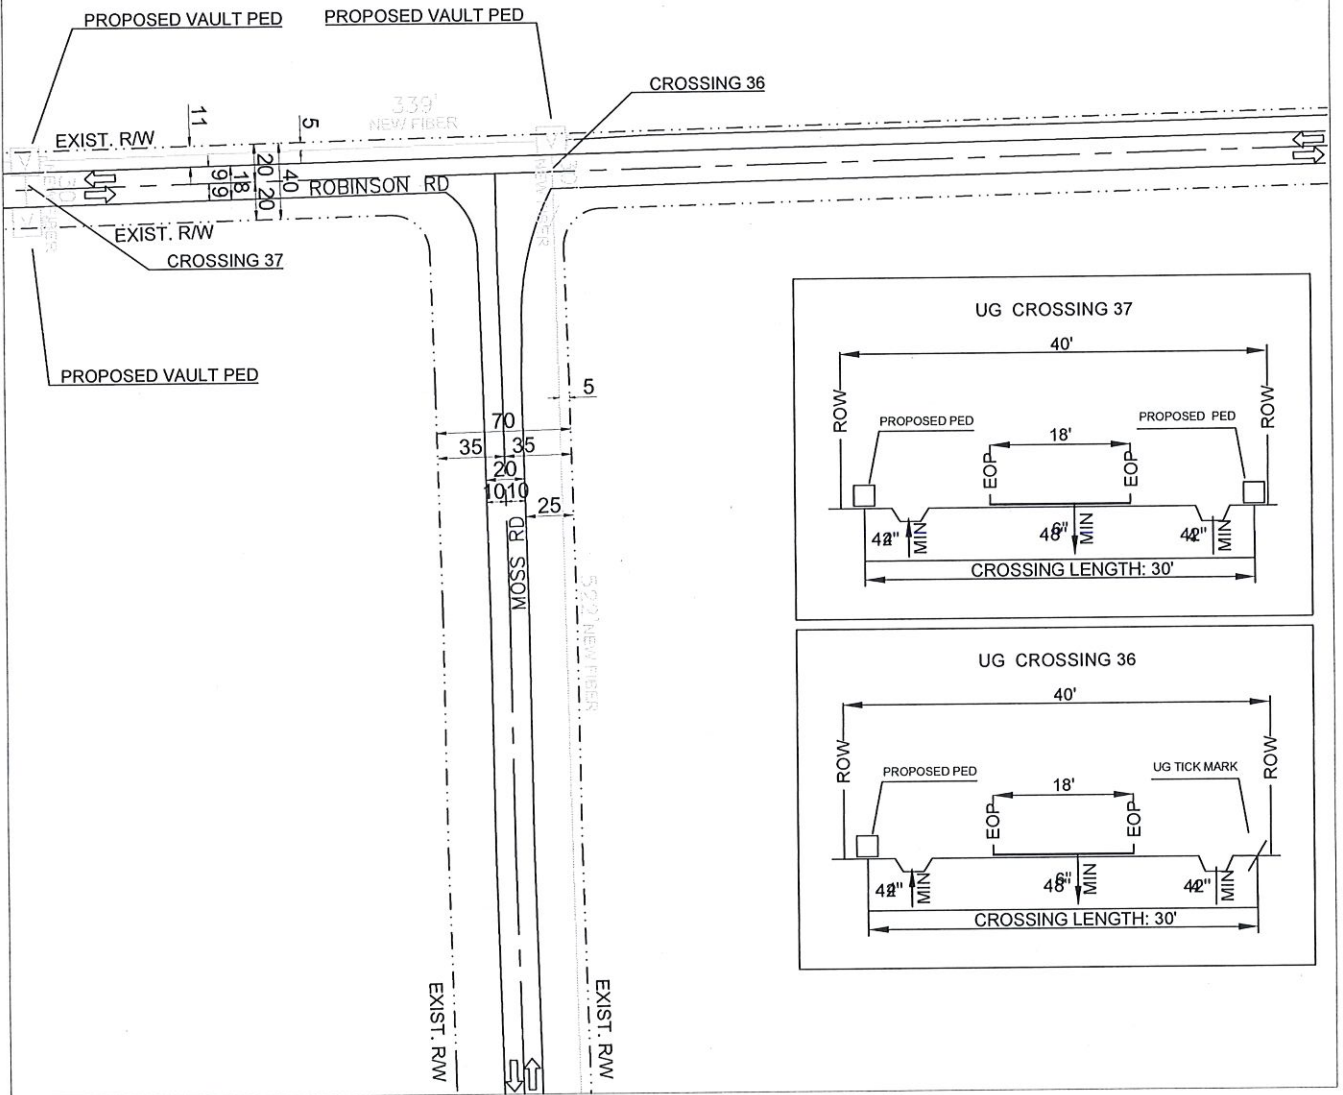 PROPOSED VAULT PED
PROPOSED VAULT PED
CROSSING 36
339'
NEW FIBER
11
5
EXIST. R/W
20
40
18
9
9
20
ROBINSON RD
30'
30'
EXIST. R/W
CROSSING 37
PROPOSED VAULT PED
5
70
35
35
20
10
10
25
MOSS RD
522' NEW FIBER
EXIST. R/W
EXIST. R/W
UG CROSSING 37
40'
ROW
ROW
PROPOSED PED
PROPOSED PED
18'
EOP
EOP
MIN
MIN
MIN
CROSSING LENGTH: 30'
UG CROSSING 36
40'
ROW
ROW
PROPOSED PED
UG TICK MARK
18'
EOP
EOP
MIN
MIN
MIN
CROSSING LENGTH: 30'